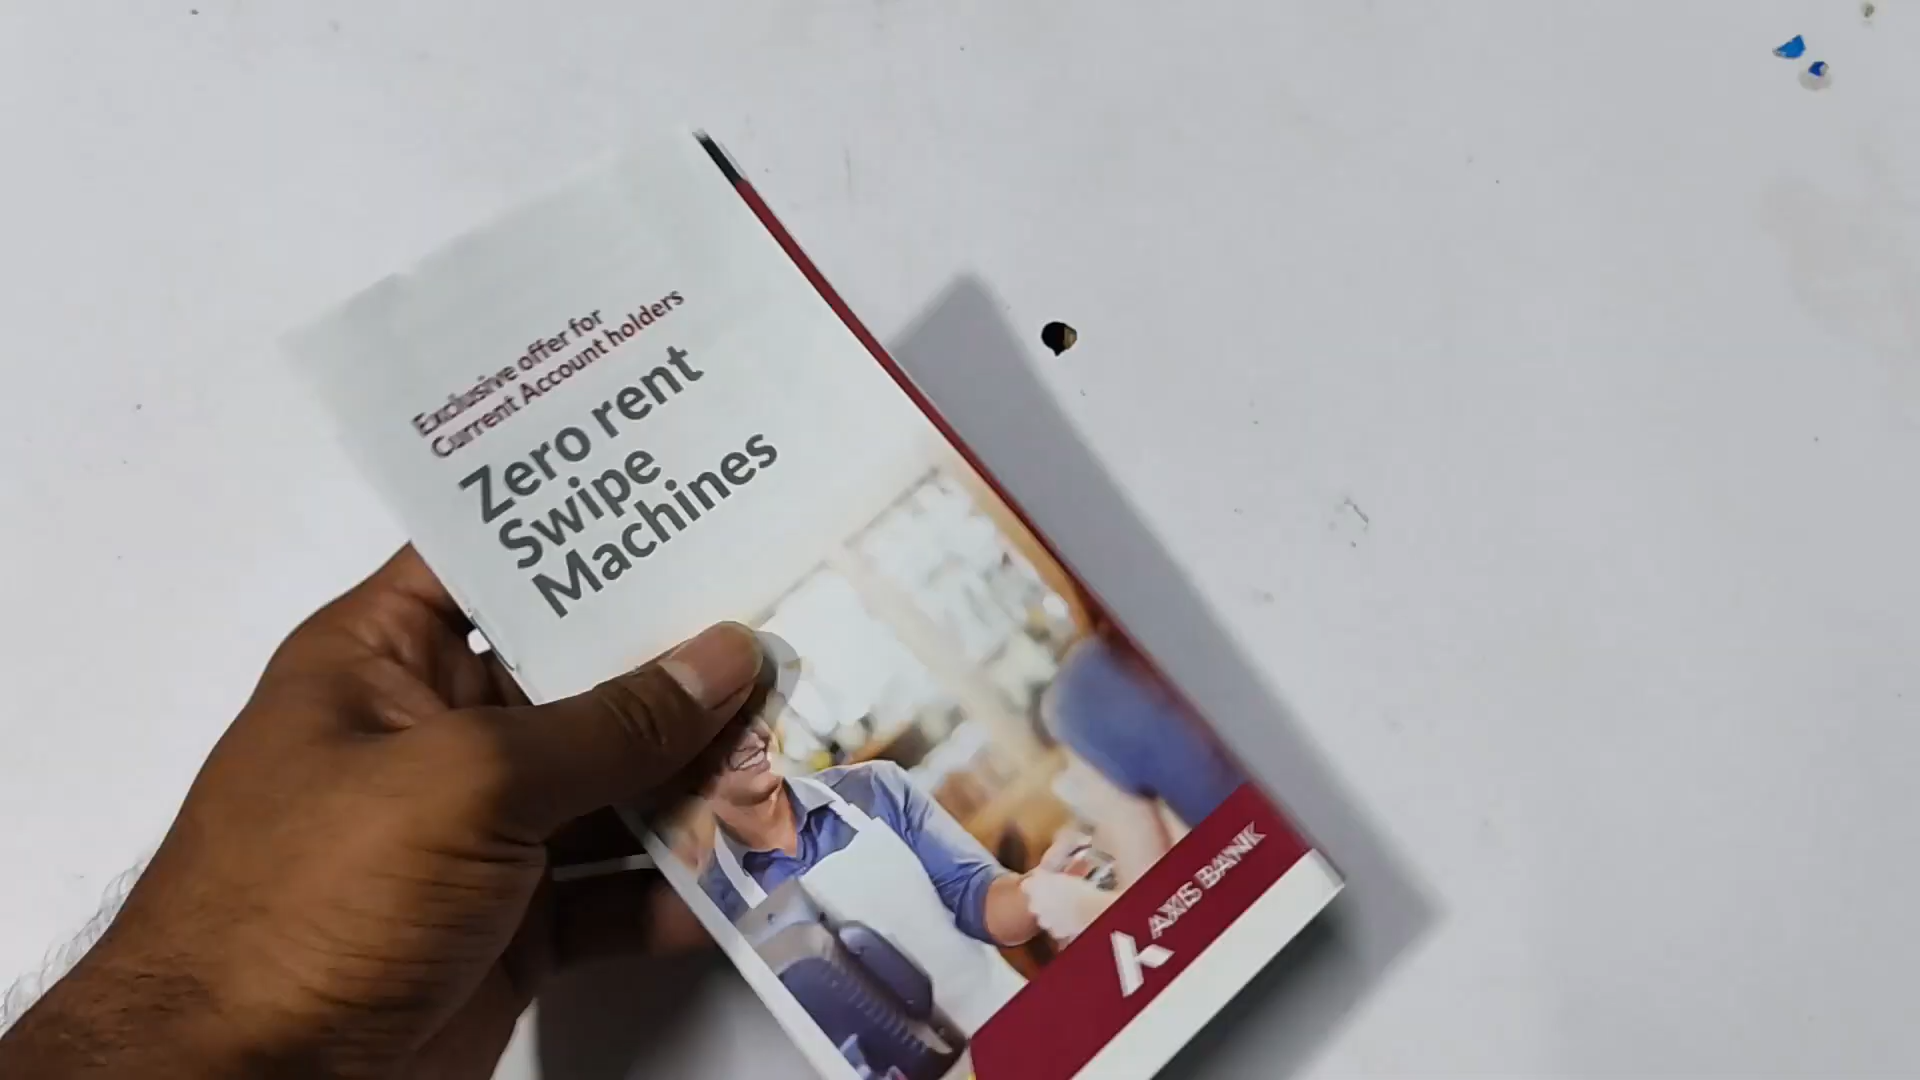 Exclusive offer for
Current Account holders
Zero rent
Swipe
Machines
AXIS BANK